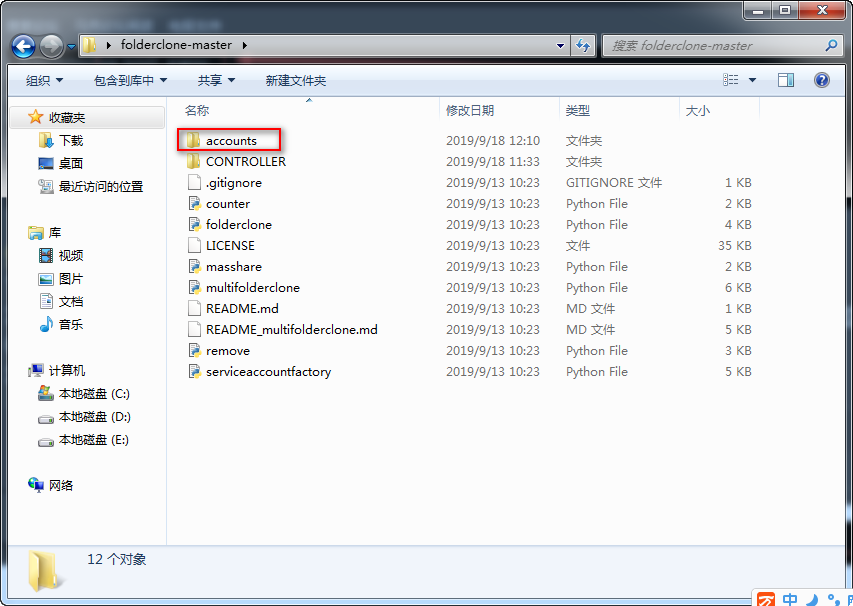 folderclone-master
搜索 folderclone-master
组织 包含到库中 共享 新建文件夹
收藏夹
下载
桌面
最近访问的位置
库
视频
图片
文档
音乐
计算机
本地磁盘 (C:)
本地磁盘 (D:)
本地磁盘 (E:)
网络
名称 修改日期 类型 大小
accounts 2019/9/18 12:10 文件夹
CONTROLLER 2019/9/18 11:33 文件夹
.gitignore 2019/9/13 10:23 GITIGNORE 文件 1 KB
counter 2019/9/13 10:23 Python File 2 KB
folderclone 2019/9/13 10:23 Python File 4 KB
LICENSE 2019/9/13 10:23 文件 35 KB
masshare 2019/9/13 10:23 Python File 2 KB
multifolderclone 2019/9/13 10:23 Python File 6 KB
README.md 2019/9/13 10:23 MD 文件 1 KB
README_multifolderclone.md 2019/9/13 10:23 MD 文件 5 KB
remove 2019/9/13 10:23 Python File 3 KB
serviceaccountfactory 2019/9/13 10:23 Python File 5 KB
12 个对象
万 中